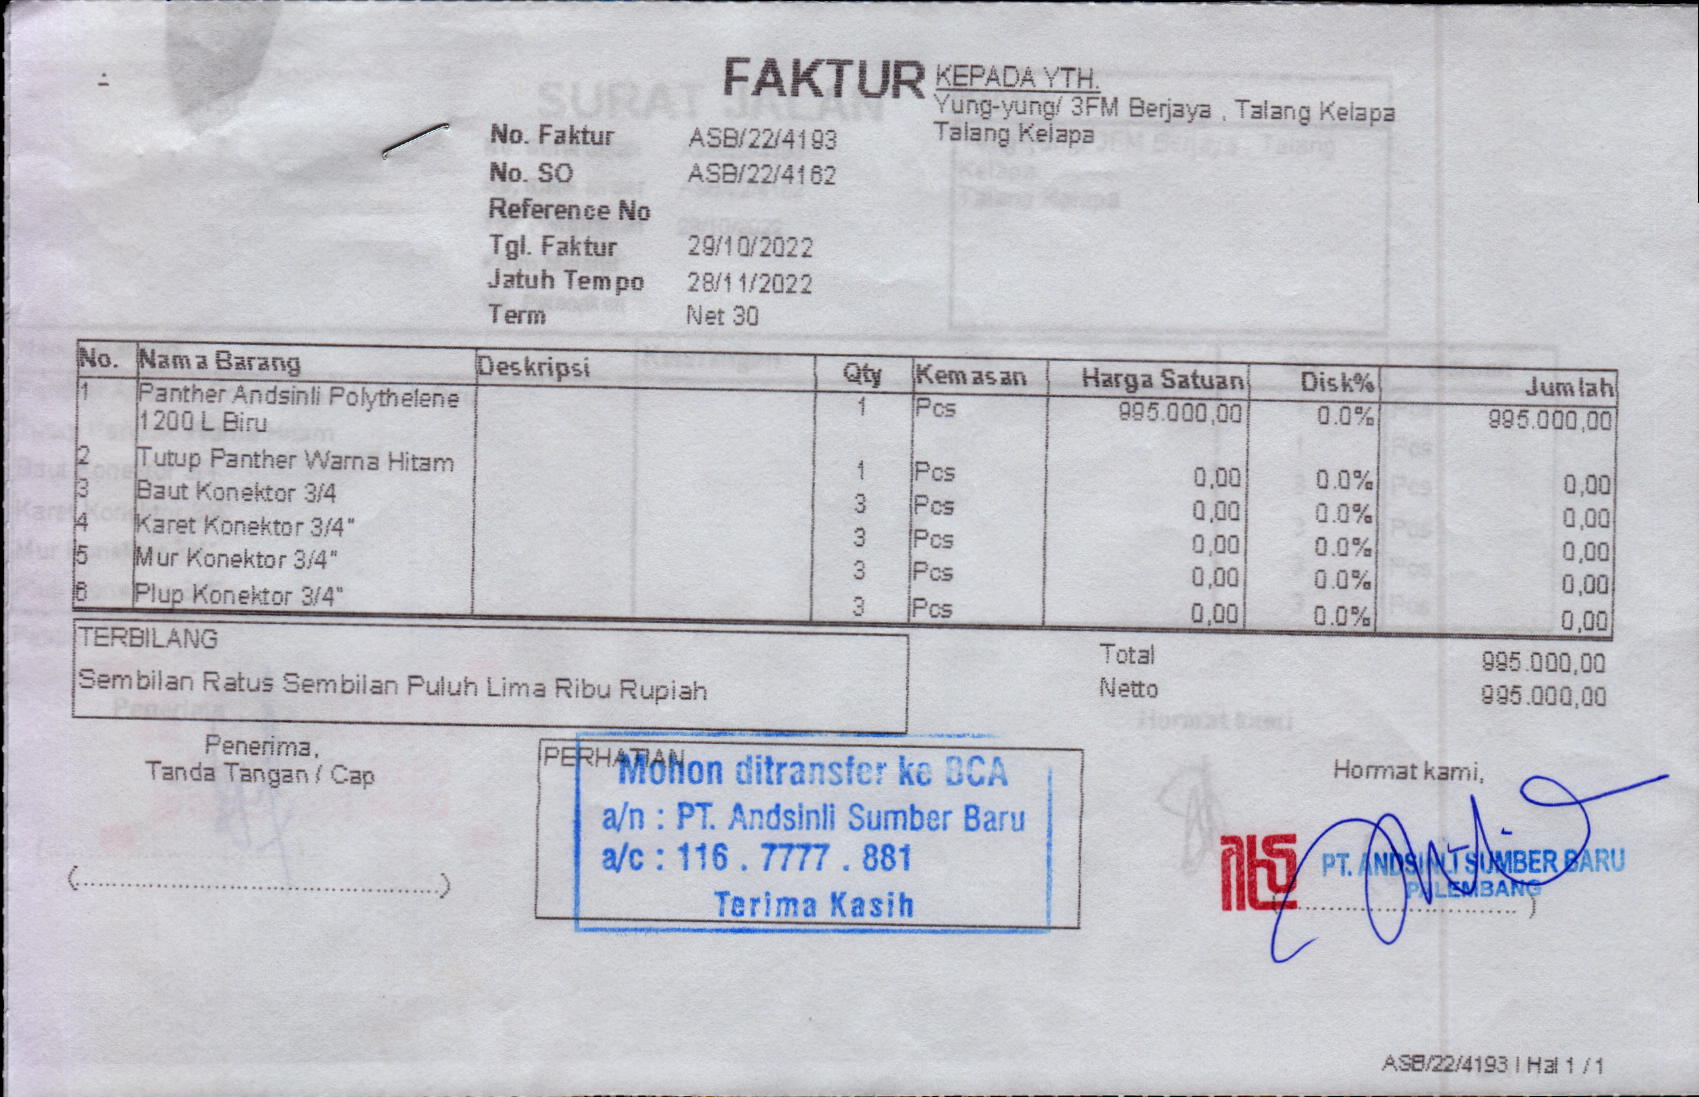 FAKTUR
KEPADA YTH.
Yung-yung/ 3FM Berjaya , Talang Kelapa
Talang Kelapa
No. Faktur ASB/22/4193
No. SO ASB/22/4162
Reference No
Tgl. Faktur 29/10/2022
Jatuh Tempo 28/11/2022
Term Net 30
No. Nama Barang Deskripsi Qty Kemasan Harga Satuan Disk% Jumlah
1 Panther Andsinli Polythelene 1 Pcs 995.000,00 0.0% 995.000,00
1200 L Biru
2 Tutup Panther Warna Hitam 1 Pcs 0,00 0.0% 0,00
3 Baut Konektor 3/4 3 Pcs 0,00 0.0% 0,00
4 Karet Konektor 3/4" 3 Pcs 0,00 0.0% 0,00
5 Mur Konektor 3/4" 3 Pcs 0,00 0.0% 0,00
6 Plup Konektor 3/4" 3 Pcs 0,00 0.0% 0,00
TERBILANG
Sembilan Ratus Sembilan Puluh Lima Ribu Rupiah
Total 995.000,00
Netto 995.000,00
Penerima,
Tanda Tangan / Cap
(..........................................)
PERHATIAN
Mohon ditransfer ke BCA
a/n : PT. Andsinli Sumber Baru
a/c : 116 . 7777 . 881
Terima Kasih
Hormat kami,
PT. ANDSINLI SUMBER BARU
PALEMBANG
ASB/22/4193 | Hal 1 / 1